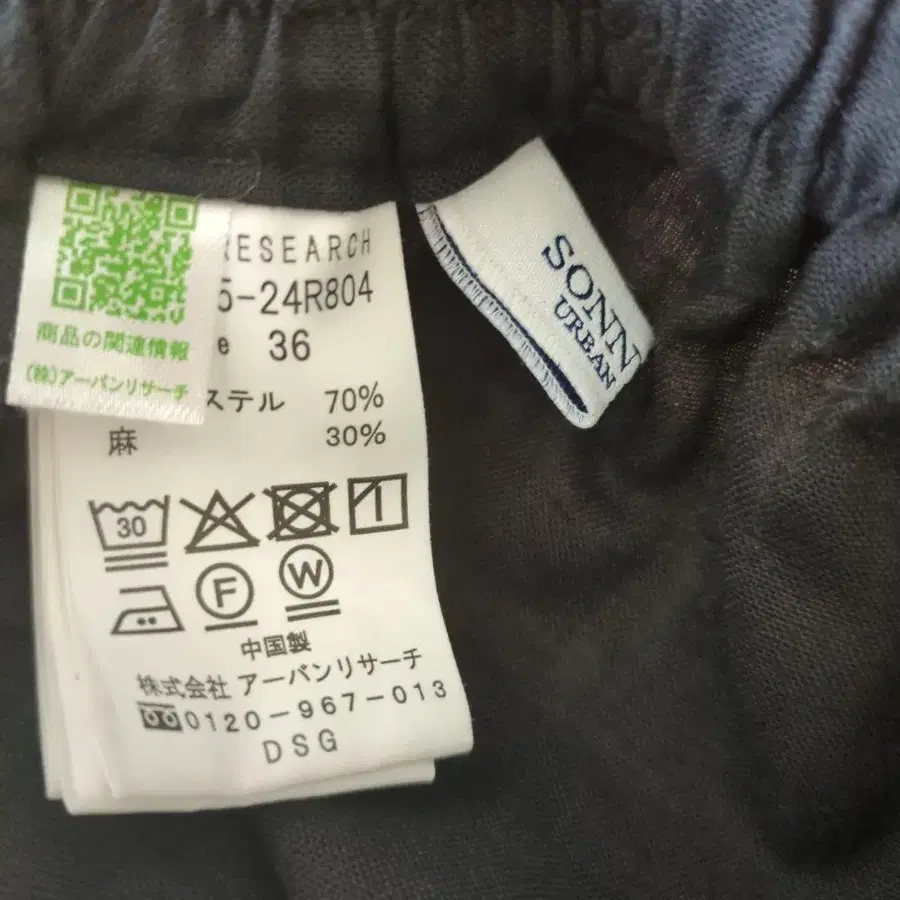 商品の関連情報
(株)アーバンリサーチ
RESEARCH
5-24R804
e 36
ステル 70%
麻 30%
30
F
W
中国製
株式会社 アーバンリサーチ
0120-967-013
DSG
SONN
URBAN